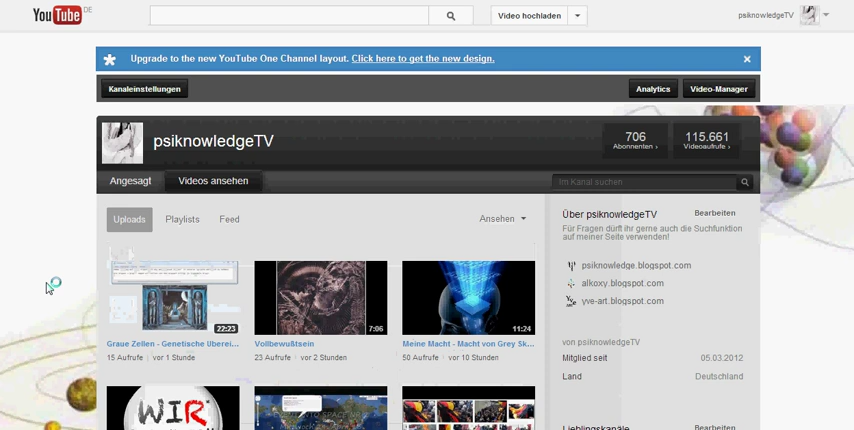 YouTube DE
Video hochladen
psiknowledgeTV
Upgrade to the new YouTube One Channel layout. Click here to get the new design.
Kanaleinstellungen
Analytics
Video-Manager
psiknowledgeTV
706
Abonnenten ›
115.661
Videoaufrufe ›
Angesagt
Videos ansehen
Im Kanal suchen
Uploads
Playlists
Feed
Ansehen
22:23
Graue Zellen - Genetische Überei...
15 Aufrufe | vor 1 Stunde
7:06
Vollbewußtsein
23 Aufrufe | vor 2 Stunden
11:24
Meine Macht - Macht von Grey Sk...
50 Aufrufe | vor 10 Stunden
WIR
Über psiknowledgeTV
Bearbeiten
Für Fragen dürft ihr gerne auch die Suchfunktion
auf meiner Seite verwenden!
psiknowledge.blogspot.com
alkoxy.blogspot.com
yve-art.blogspot.com
von psiknowledgeTV
Mitglied seit
05.03.2012
Land
Deutschland
Lieblingskanäle
Bearbeiten